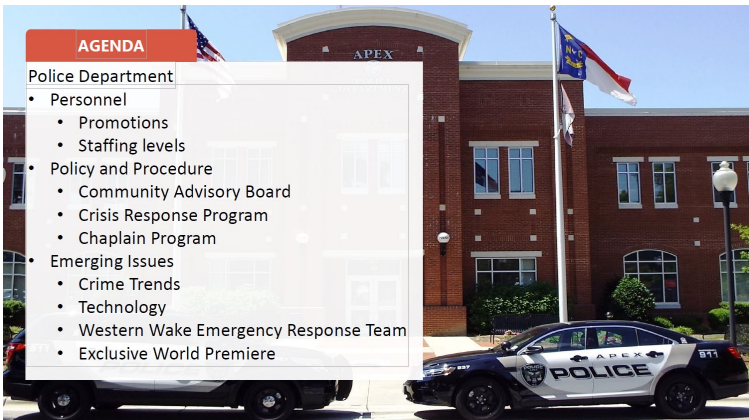 AGENDA
APEX
Police Department
• Personnel
• Promotions
• Staffing levels
• Policy and Procedure
• Community Advisory Board
• Crisis Response Program
• Chaplain Program
• Emerging Issues
• Crime Trends
• Technology
• Western Wake Emergency Response Team
• Exclusive World Premiere
N C
APEX
POLICE
911